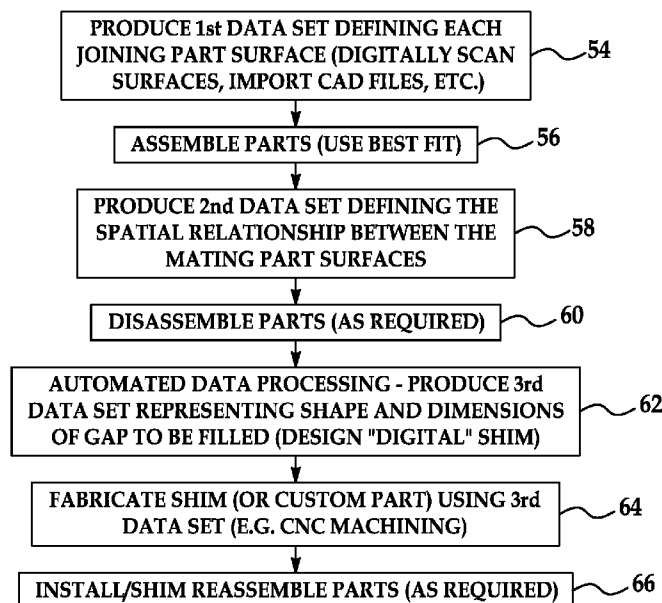 PRODUCE 1st DATA SET DEFINING EACH
JOINING PART SURFACE (DIGITALLY SCAN
SURFACES, IMPORT CAD FILES, ETC.)
54
ASSEMBLE PARTS (USE BEST FIT)
56
PRODUCE 2nd DATA SET DEFINING THE
SPATIAL RELATIONSHIP BETWEEN THE
MATING PART SURFACES
58
DISASSEMBLE PARTS (AS REQUIRED)
60
AUTOMATED DATA PROCESSING - PRODUCE 3rd
DATA SET REPRESENTING SHAPE AND DIMENSIONS
OF GAP TO BE FILLED (DESIGN "DIGITAL" SHIM)
62
FABRICATE SHIM (OR CUSTOM PART) USING 3rd
DATA SET (E.G. CNC MACHINING)
64
INSTALL/SHIM REASSEMBLE PARTS (AS REQUIRED)
66